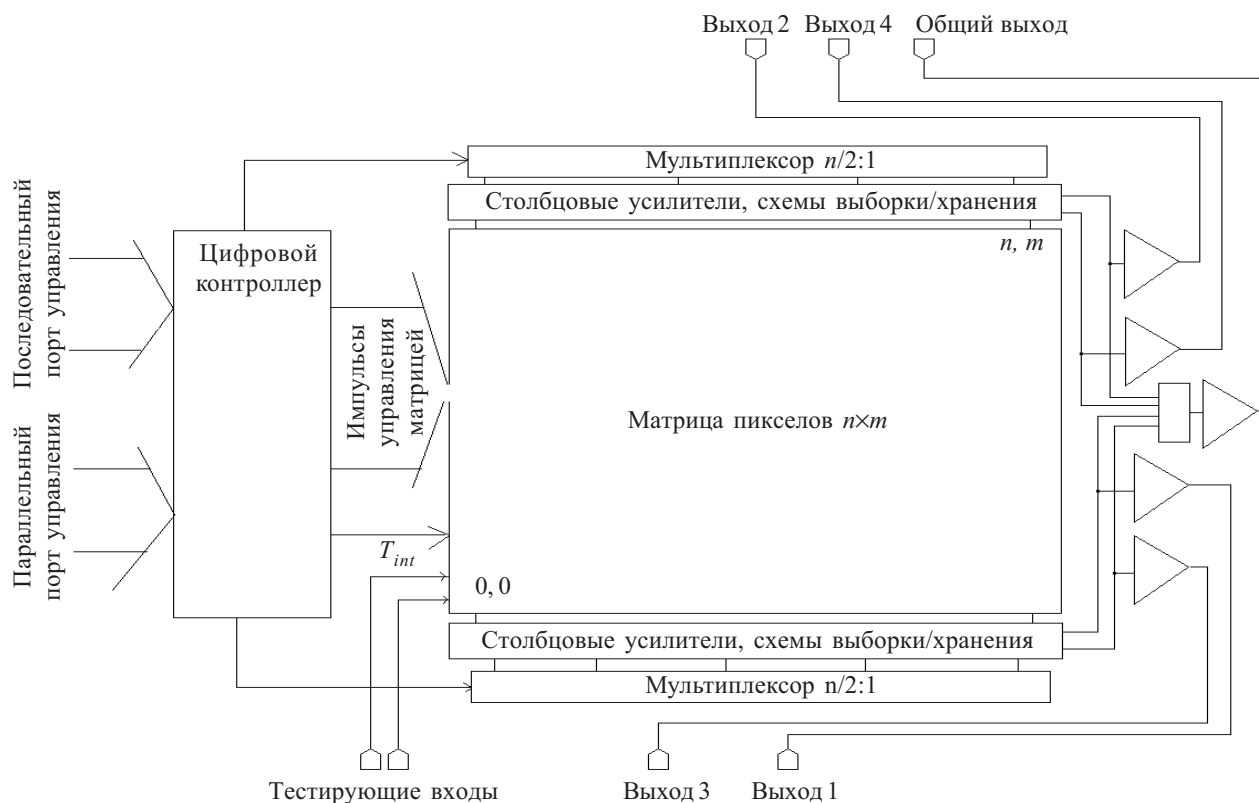 Выход 2
Выход 4
Общий выход
Мультиплексор n/2:1
Столбцовые усилители, схемы выборки/хранения
n, m
Последовательный
порт управления
Цифровой
контроллер
Импульсы
управления
матрицей
Матрица пикселов n×m
Параллельный
порт управления
T_int
0, 0
Столбцовые усилители, схемы выборки/хранения
Мультиплексор n/2:1
Тестирующие входы
Выход 3
Выход 1